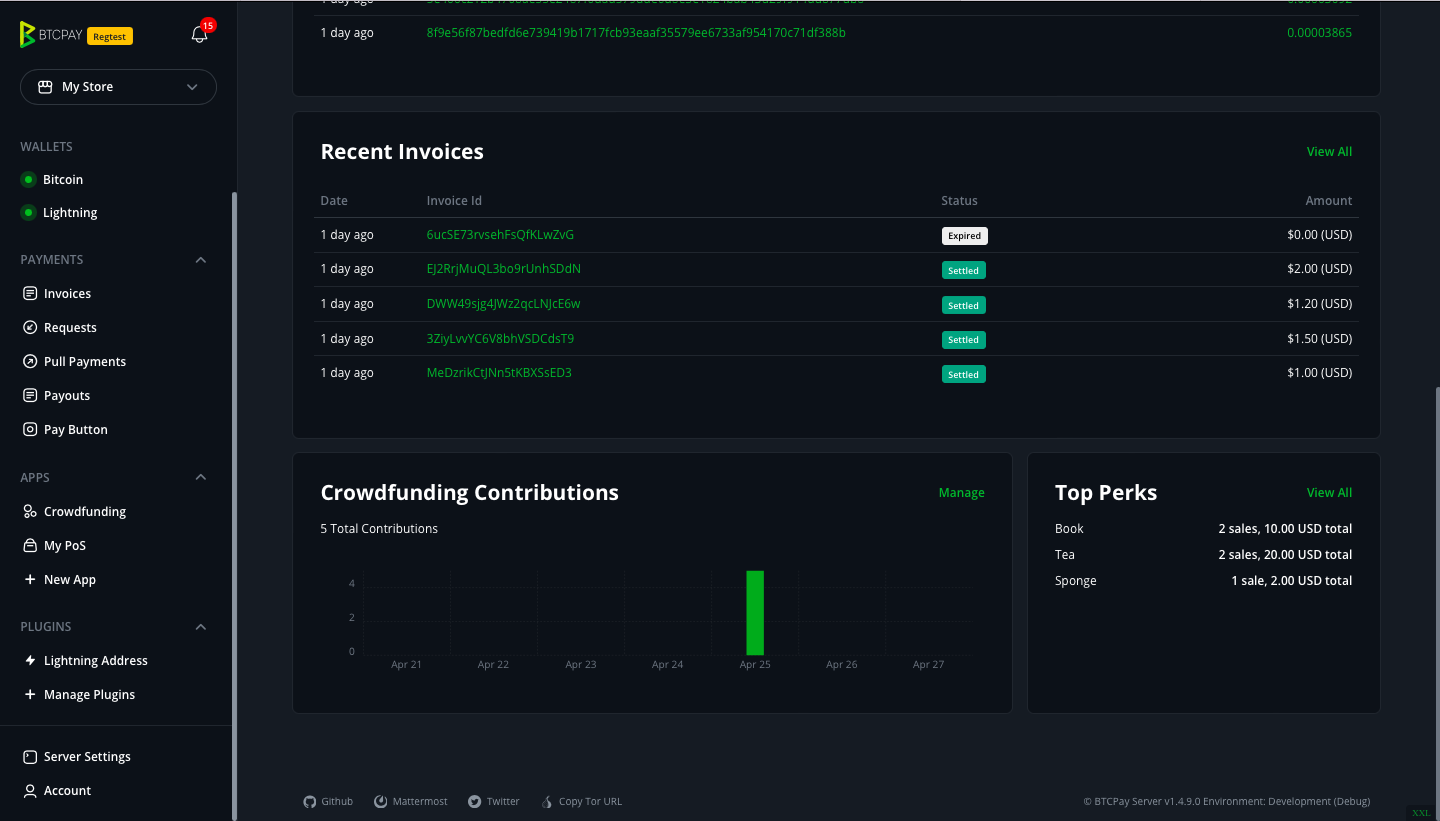 BTCPAY Regtest 15
My Store
WALLETS
Bitcoin
Lightning
PAYMENTS
Invoices
Requests
Pull Payments
Payouts
Pay Button
APPS
Crowdfunding
My PoS
New App
PLUGINS
Lightning Address
Manage Plugins
Server Settings
Account
1 day ago 8f9e56f87bedfd6e739419b1717fcb93eaaf35579ee6733af954170c71df388b 0.00003865
Recent Invoices View All
Date Invoice Id Status Amount
1 day ago 6ucSE73rvsehFsQfKLwZvG Expired $0.00 (USD)
1 day ago EJ2RrjMuQL3bo9rUnhSDdN Settled $2.00 (USD)
1 day ago DWW49sjg4JWz2qcLNJcE6w Settled $1.20 (USD)
1 day ago 3ZiyLvvYC6V8bhVSDCdsT9 Settled $1.50 (USD)
1 day ago MeDzrikCtJNn5tKBXSsED3 Settled $1.00 (USD)
Crowdfunding Contributions Manage
5 Total Contributions
4
2
0
Apr 21 Apr 22 Apr 23 Apr 24 Apr 25 Apr 26 Apr 27
Top Perks View All
Book 2 sales, 10.00 USD total
Tea 2 sales, 20.00 USD total
Sponge 1 sale, 2.00 USD total
Github Mattermost Twitter Copy Tor URL © BTCPay Server v1.4.9.0 Environment: Development (Debug)
XXL